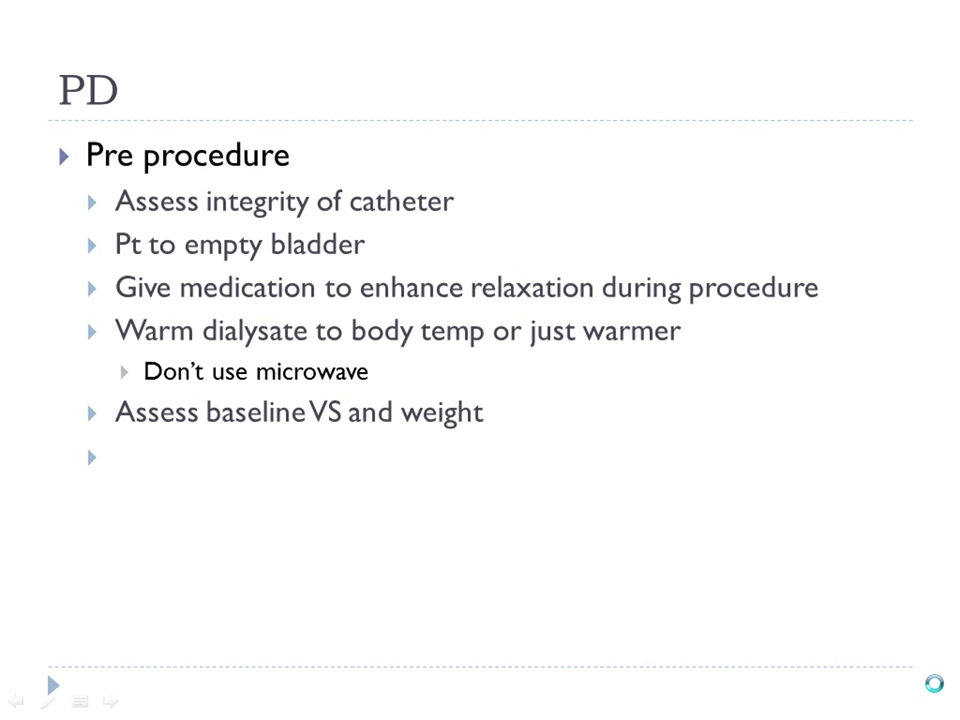 PD
Pre procedure
Assess integrity of catheter
Pt to empty bladder
Give medication to enhance relaxation during procedure
Warm dialysate to body temp or just warmer
Don't use microwave
Assess baseline VS and weight